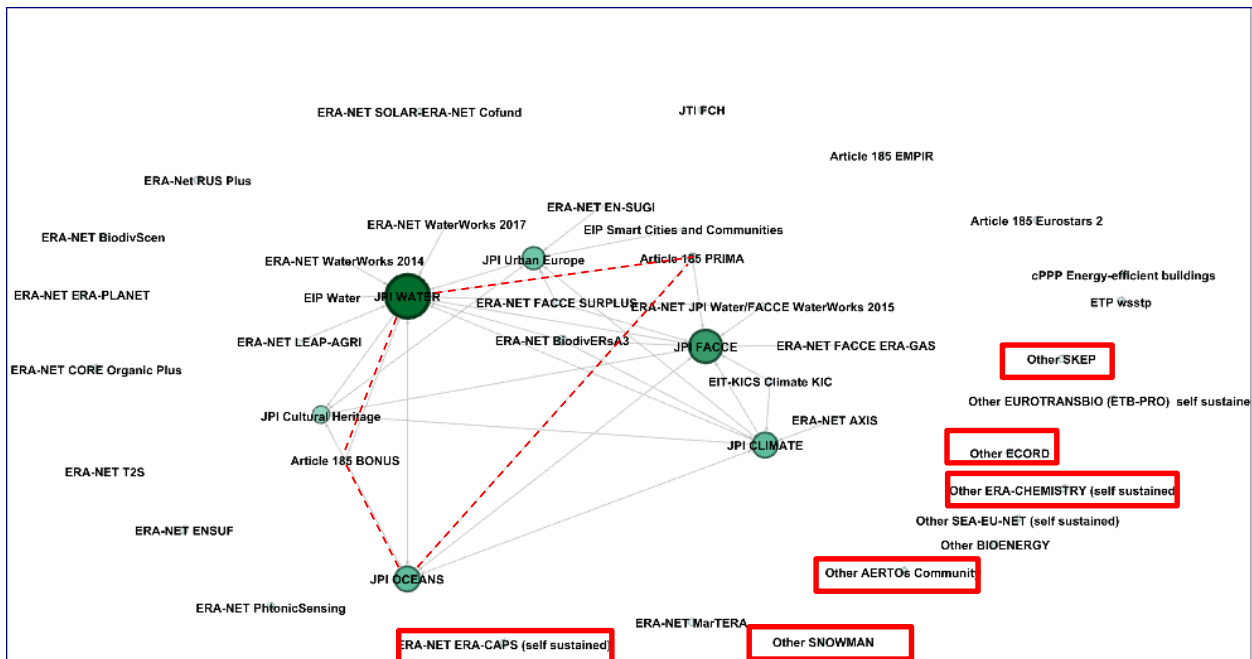 ERA-NET SOLAR-ERA-NET Cofund
JTI FCH
Article 185 EMPIR
ERA-Net RUS Plus
ERA-NET EN-SUGI
ERA-NET WaterWorks 2017
EIP Smart Cities and Communities
Article 185 Eurostars 2
ERA-NET BiodivScen
ERA-NET WaterWorks 2014
JPI Urban Europe
Article 185 PRIMA
cPPP Energy-efficient buildings
ERA-NET ERA-PLANET
EIP Water
JPI WATER
ERA-NET FACCE SURPLUS
ERA-NET JPI Water/FACCE WaterWorks 2015
ETP wsstp
ERA-NET LEAP-AGRI
ERA-NET BiodivERsA3
JPI FACCE
ERA-NET FACCE ERA-GAS
Other SKEP
ERA-NET CORE Organic Plus
EIT-KICS Climate KIC
Other EUROTRANSBIO (ETB-PRO) self sustaine
JPI Cultural Heritage
ERA-NET AXIS
JPI CLIMATE
Other ECORD
Article 185 BONUS
ERA-NET T2S
Other ERA-CHEMISTRY (self sustained
Other SEA-EU-NET (self sustained)
ERA-NET ENSUF
Other BIOENERGY
JPI OCEANS
Other AERTOs Communit
ERA-NET PhtonicSensing
ERA-NET MarTERA
ERA-NET ERA-CAPS (self sustained)
Other SNOWMAN